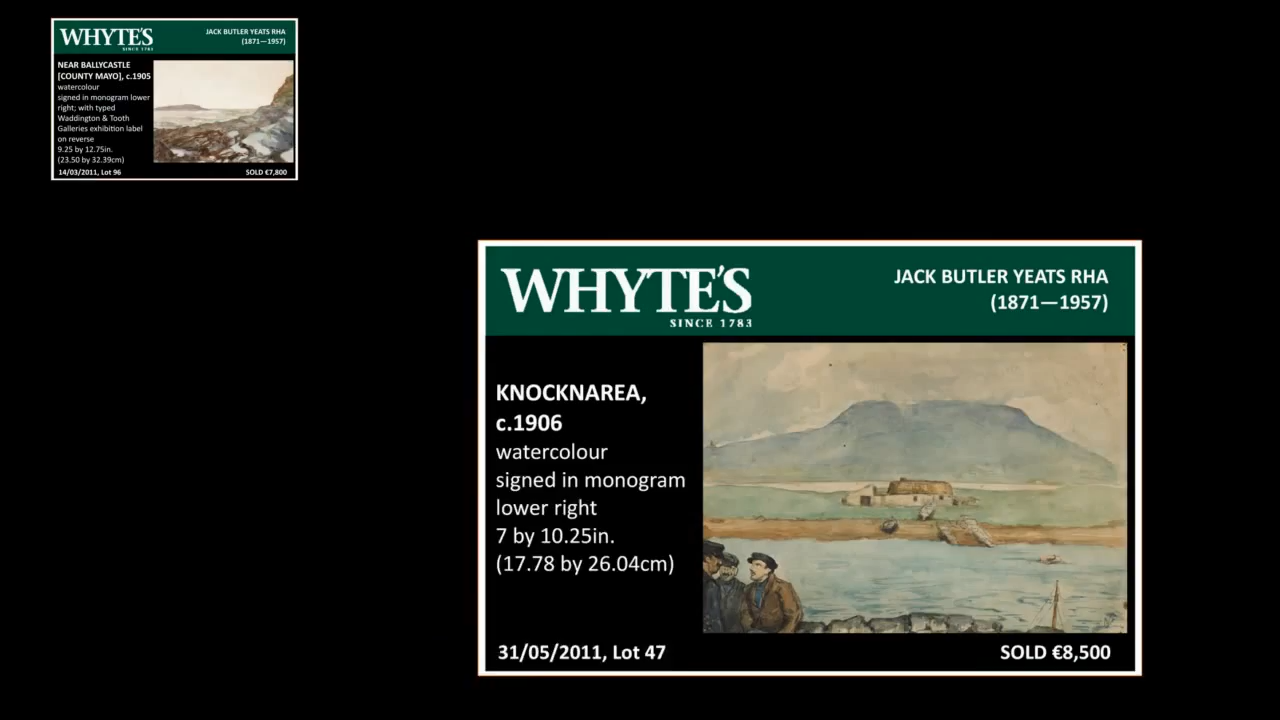 WHYTE'S
SINCE 1783
JACK BUTLER YEATS RHA
(1871—1957)
NEAR BALLYCASTLE
[COUNTY MAYO], c.1905
watercolour
signed in monogram lower
right; with typed
Waddington & Tooth
Galleries exhibition label
on reverse
9.25 by 12.75in.
(23.50 by 32.39cm)
14/03/2011, Lot 96
SOLD €7,800
WHYTE'S
SINCE 1783
JACK BUTLER YEATS RHA
(1871—1957)
KNOCKNAREA,
c.1906
watercolour
signed in monogram
lower right
7 by 10.25in.
(17.78 by 26.04cm)
31/05/2011, Lot 47
SOLD €8,500